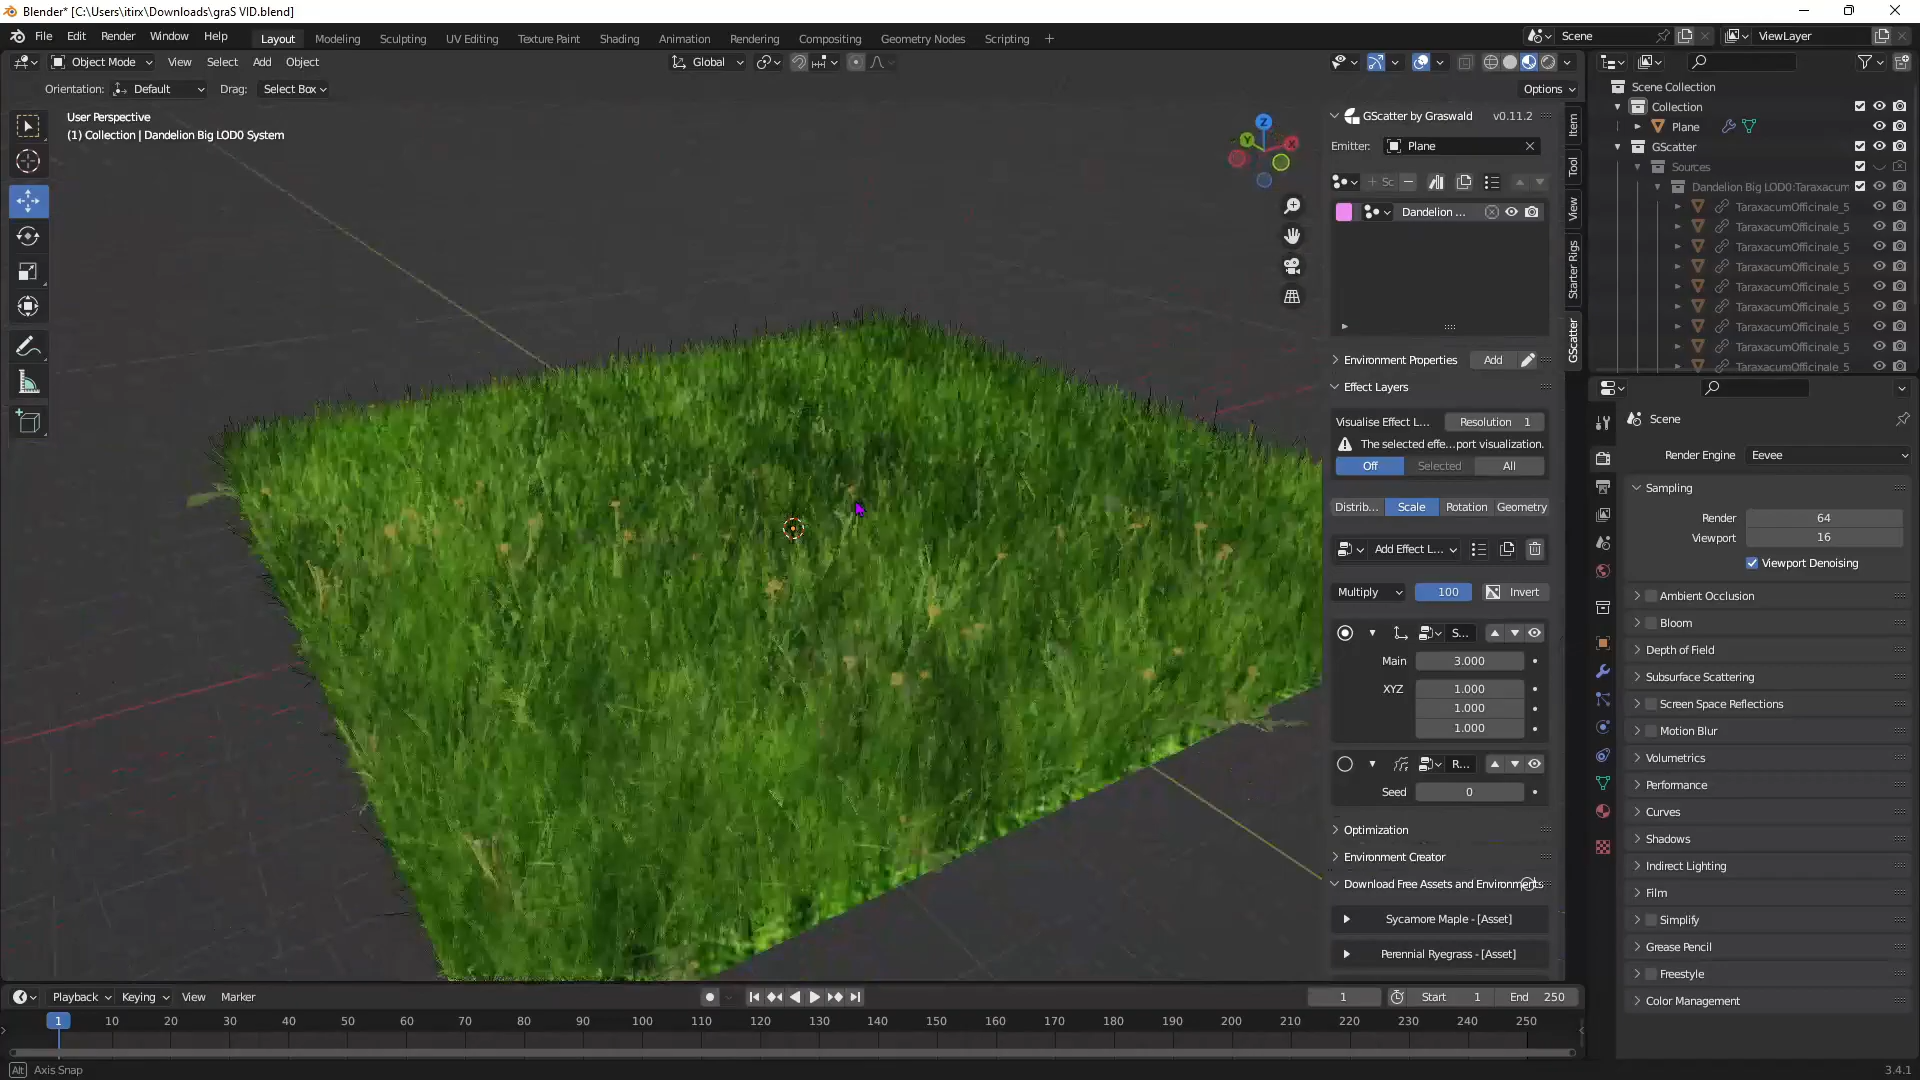 Blender* [C:\Users\itirx\Downloads\graS VID.blend]
File Edit Render Window Help Layout Modeling Sculpting UV Editing Texture Paint Shading Animation Rendering Compositing Geometry Nodes Scripting + Scene ViewLayer
Object Mode View Select Add Object Global
Orientation: Default Drag: Select Box Options
User Perspective
(1) Collection | Dandelion Big LOD0 System
Z
Y
X
GScatter by Graswald v0.11.2
Emitter: Plane
+ Sc
Dandelion ...
Environment Properties Add
Effect Layers
Visualise Effect L... Resolution 1
The selected effe...port visualization.
Off Selected All
Distrib... Scale Rotation Geometry
Add Effect L...
Multiply 100 Invert
S...
Main 3.000
XYZ 1.000
1.000
1.000
R...
Seed 0
Optimization
Environment Creator
Download Free Assets and Environments
Sycamore Maple - [Asset]
Perennial Ryegrass - [Asset]
Item
Tool
View
Starter Rigs
GScatter
Scene Collection
Collection
Plane
GScatter
Sources
Dandelion Big LOD0:Taraxacum
TaraxacumOfficinale_5
TaraxacumOfficinale_5
TaraxacumOfficinale_5
TaraxacumOfficinale_5
TaraxacumOfficinale_5
TaraxacumOfficinale_5
TaraxacumOfficinale_5
TaraxacumOfficinale_5
TaraxacumOfficinale_5
Scene
Render Engine Eevee
Sampling
Render 64
Viewport 16
Viewport Denoising
Ambient Occlusion
Bloom
Depth of Field
Subsurface Scattering
Screen Space Reflections
Motion Blur
Volumetrics
Performance
Curves
Shadows
Indirect Lighting
Film
Simplify
Grease Pencil
Freestyle
Color Management
Playback Keying View Marker 1 Start 1 End 250
1 10 20 30 40 50 60 70 80 90 100 110 120 130 140 150 160 170 180 190 200 210 220 230 240 250
Alt Axis Snap 3.4.1